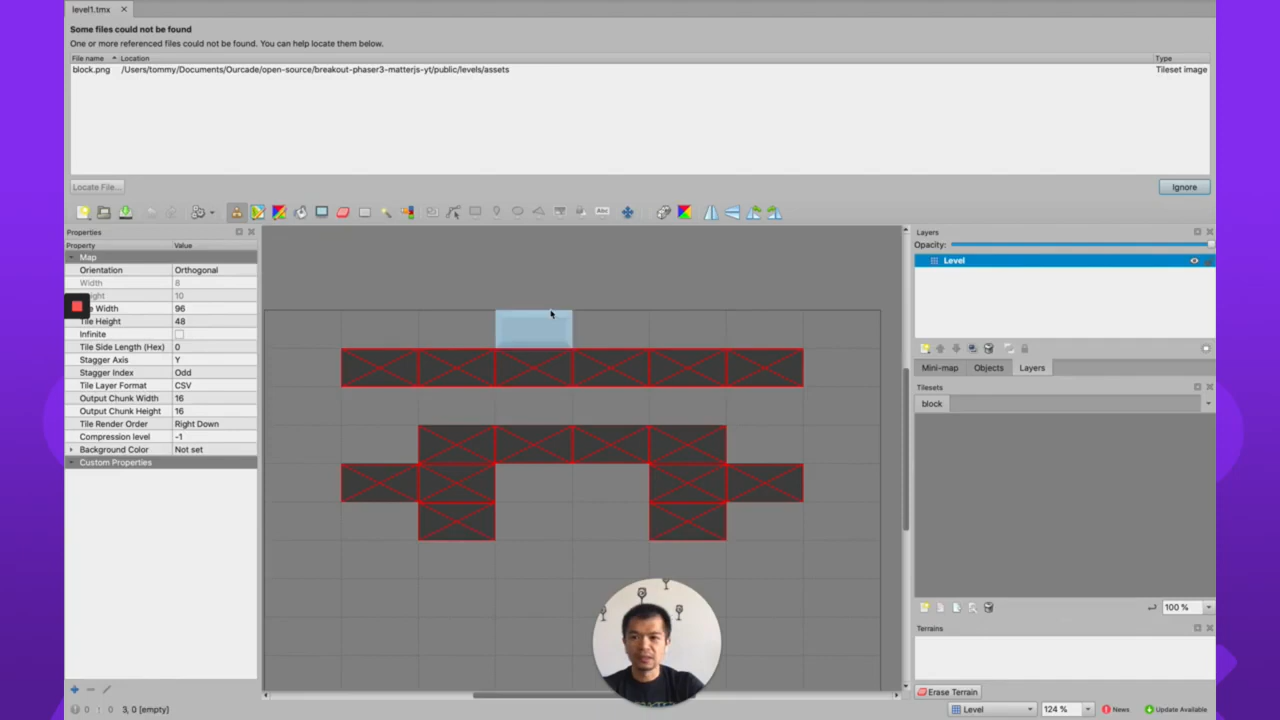 level1.tmx
Some files could not be found
One or more referenced files could not be found. You can help locate them below.
File name Location Type
block.png /Users/tommy/Documents/Ourcade/open-source/breakout-phaser3-matterjs-yt/public/levels/assets Tileset image
Locate File... Ignore
Abc
Properties
Property Value
Map
Orientation Orthogonal
Width 8
10
Width 96
Tile Height 48
Infinite
Tile Side Length (Hex) 0
Stagger Axis Y
Stagger Index Odd
Tile Layer Format CSV
Output Chunk Width 16
Output Chunk Height 16
Tile Render Order Right Down
Compression level -1
Background Color Not set
Custom Properties
Layers
Opacity:
Level
Mini-map Objects Layers
Tilesets
block
100 %
Terrains
Erase Terrain
0 0 3, 0 [empty] Level 124 % News Update Available